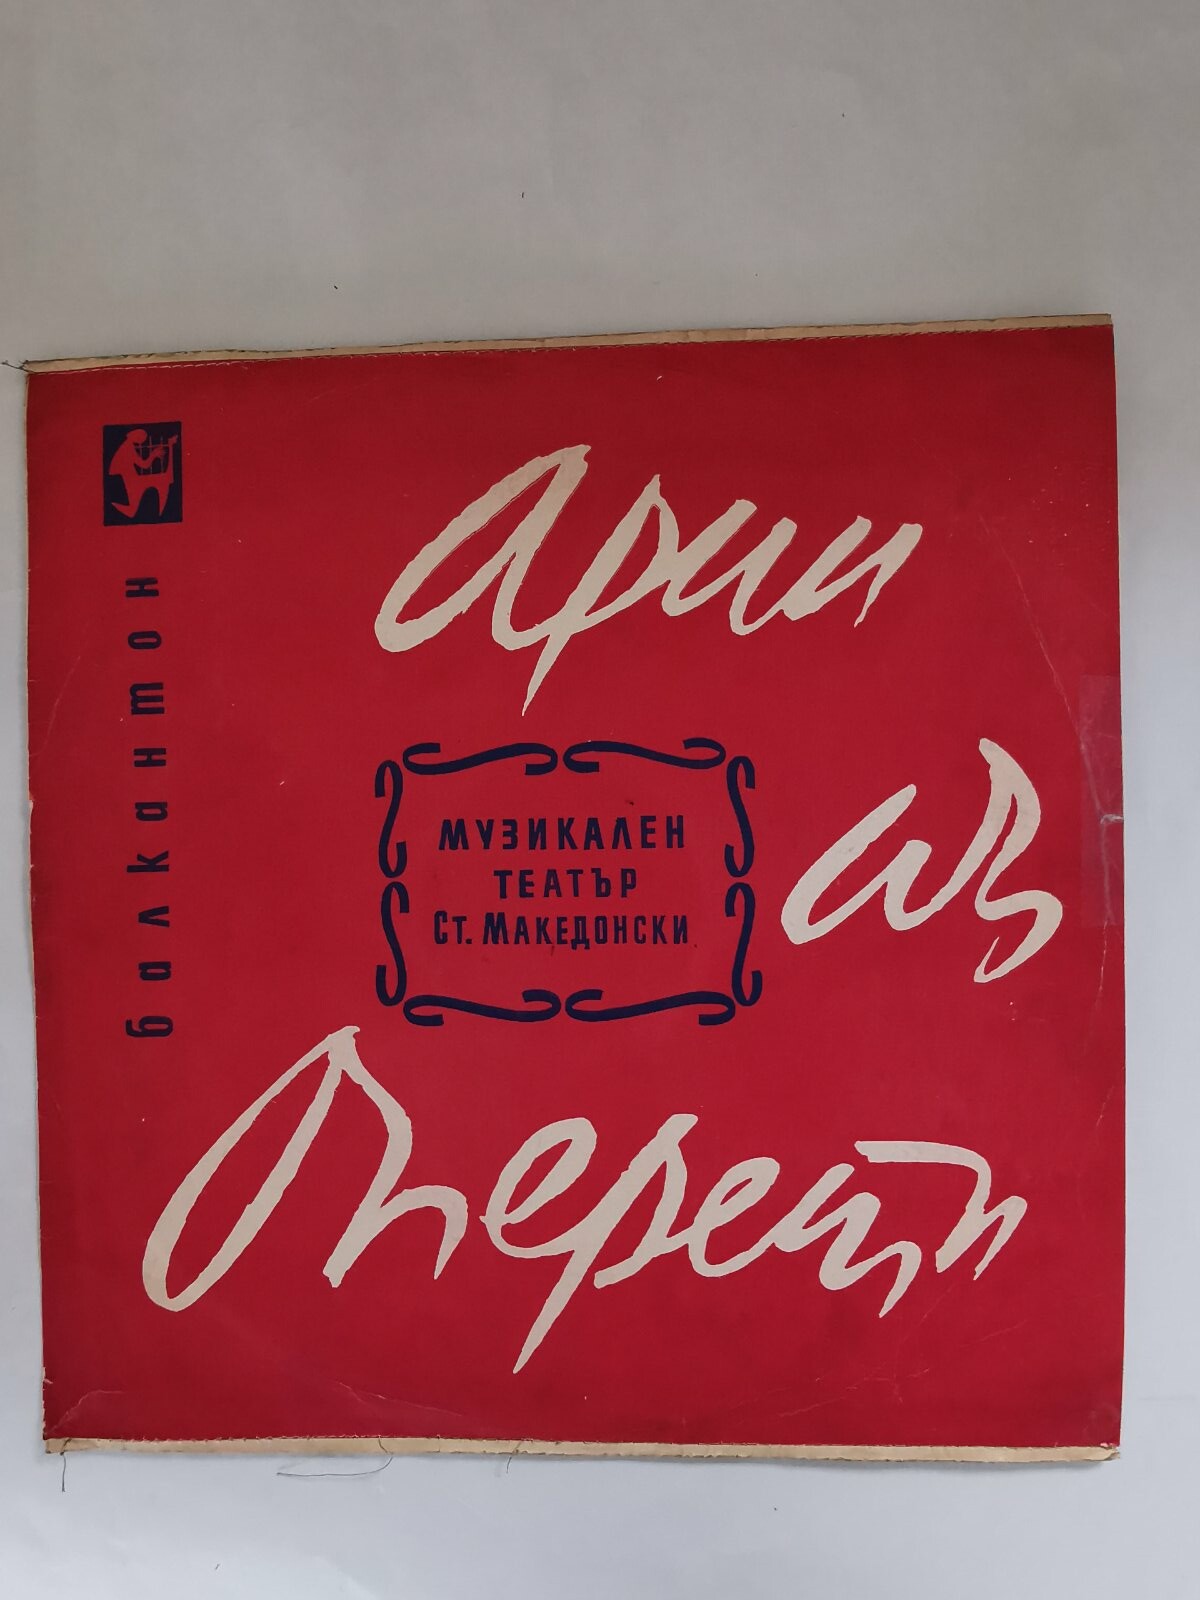 балкантон
Арии
из
МУЗИКАЛЕН
ТЕАТЪР
СТ. МАКЕДОНСКИ
Оперети